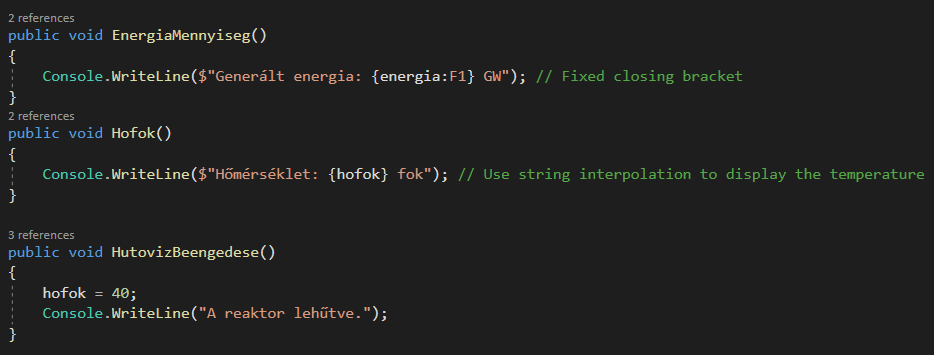 2 references
public void EnergiaMennyiseg()
{
Console.WriteLine($"Generált energia: {energia:F1} GW"); // Fixed closing bracket
}
2 references
public void Hofok()
{
Console.WriteLine($"Hőmérséklet: {hofok} fok"); // Use string interpolation to display the temperature
}
3 references
public void HutovizBeengedese()
{
hofok = 40;
Console.WriteLine("A reaktor lehűtve.");
}